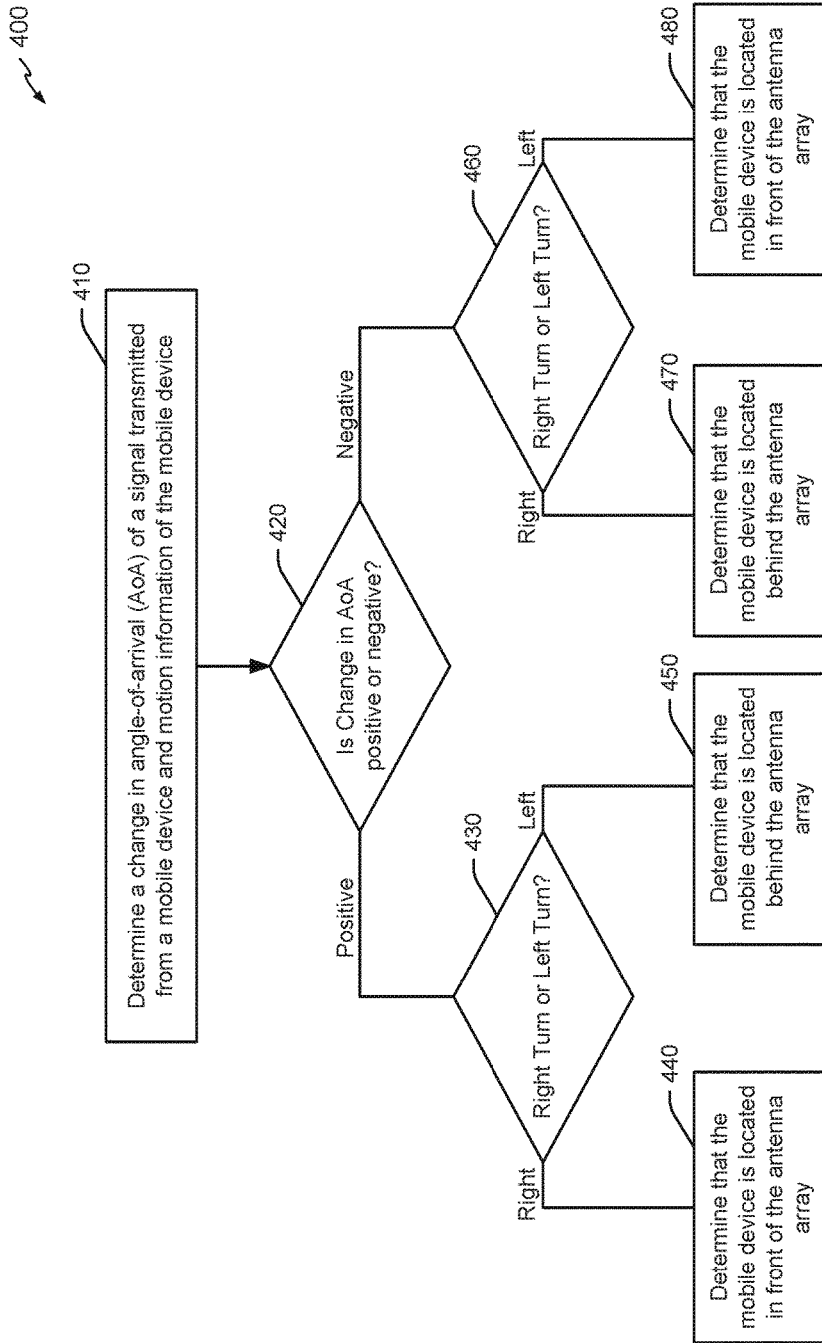 400
410
Determine a change in angle-of-arrival (AoA) of a signal transmitted
from a mobile device and motion information of the mobile device
420
Is Change in AoA
positive or negative?
Positive
Negative
430
Right Turn or Left Turn?
Right
Left
460
Right Turn or Left Turn?
Right
Left
440
Determine that the
mobile device is located
in front of the antenna
array
450
Determine that the
mobile device is located
behind the antenna
array
470
Determine that the
mobile device is located
behind the antenna
array
480
Determine that the
mobile device is located
in front of the antenna
array